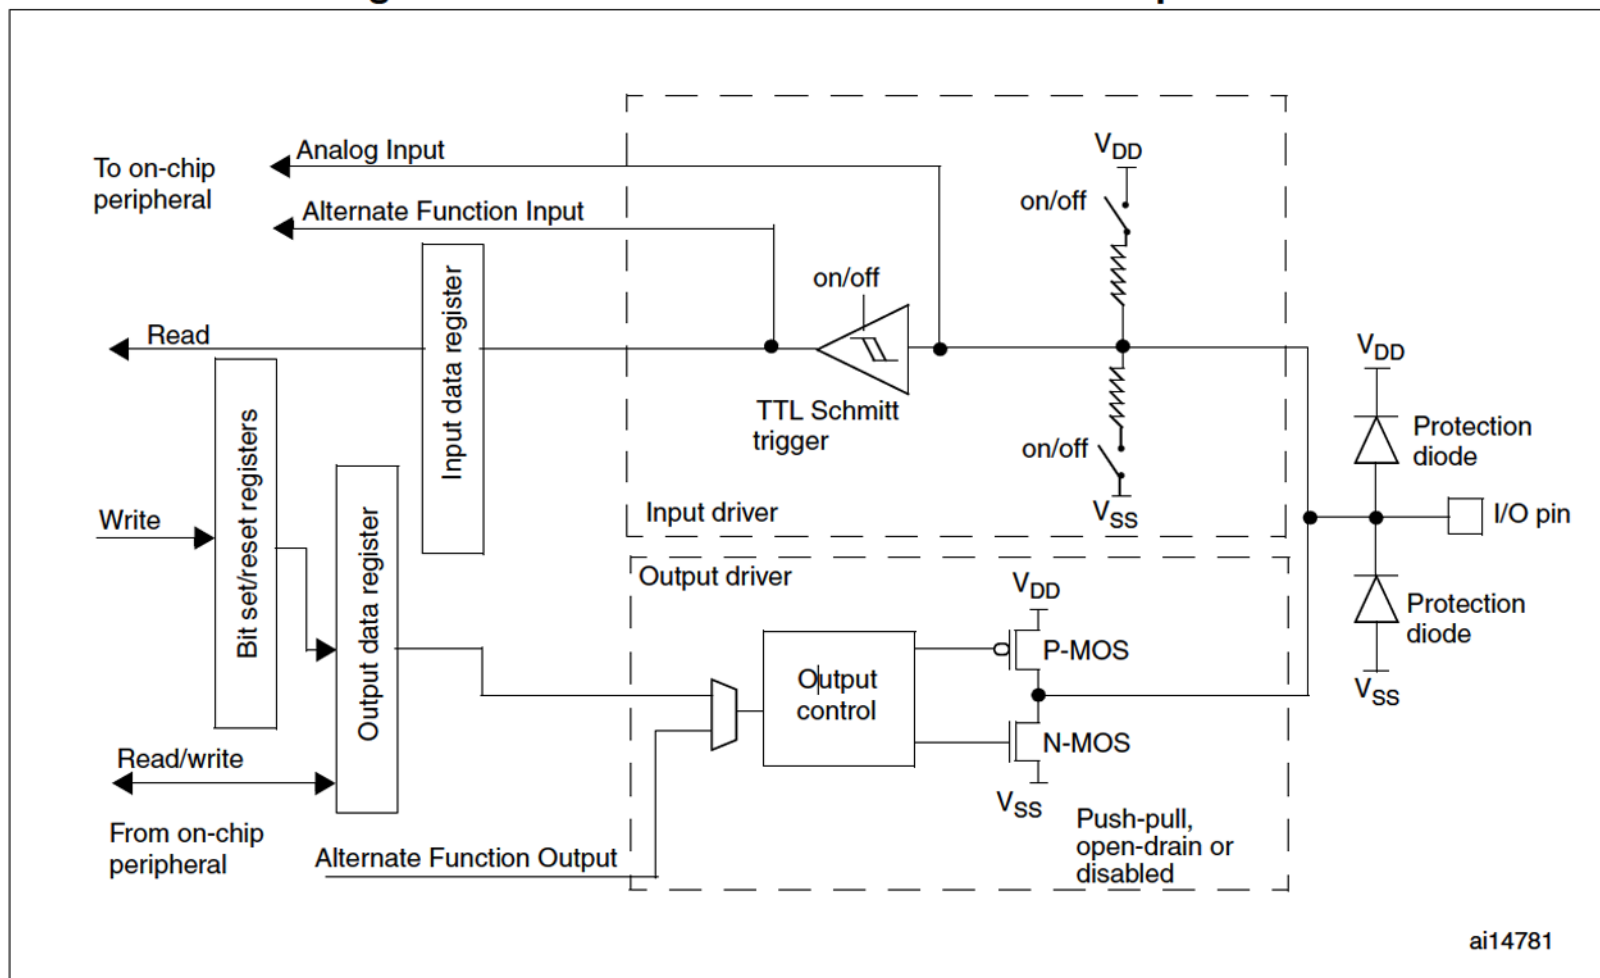 To on-chip
peripheral
Analog Input
Alternate Function Input
Read
Input data register
on/off
TTL Schmitt
trigger
VDD
on/off
on/off
VSS
Input driver
VDD
Protection
diode
I/O pin
Protection
diode
VSS
Write
Bit set/reset registers
Output data register
Read/write
From on-chip
peripheral
Alternate Function Output
Output driver
Output
control
VDD
P-MOS
N-MOS
VSS
Push-pull,
open-drain or
disabled
ai14781